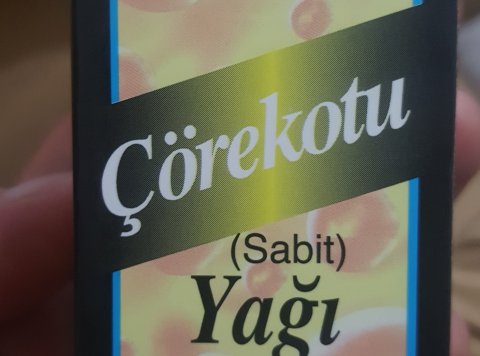 Çörekotu
(Sabit)
Yağı